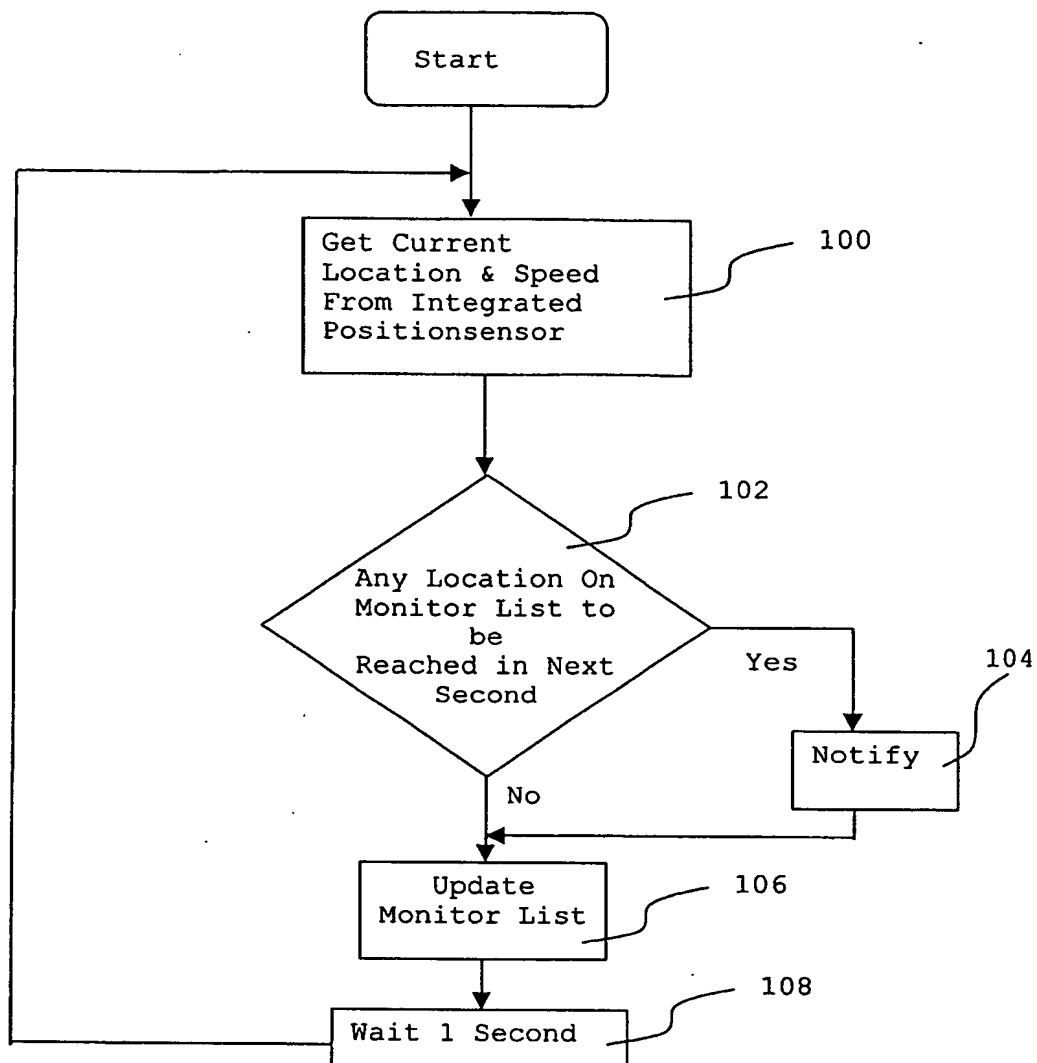 Start
Get Current
Location & Speed
From Integrated
Positionsensor
100
102
Any Location On
Monitor List to
be
Reached in Next
Second
Yes
104
Notify
No
Update
Monitor List
106
108
Wait 1 Second